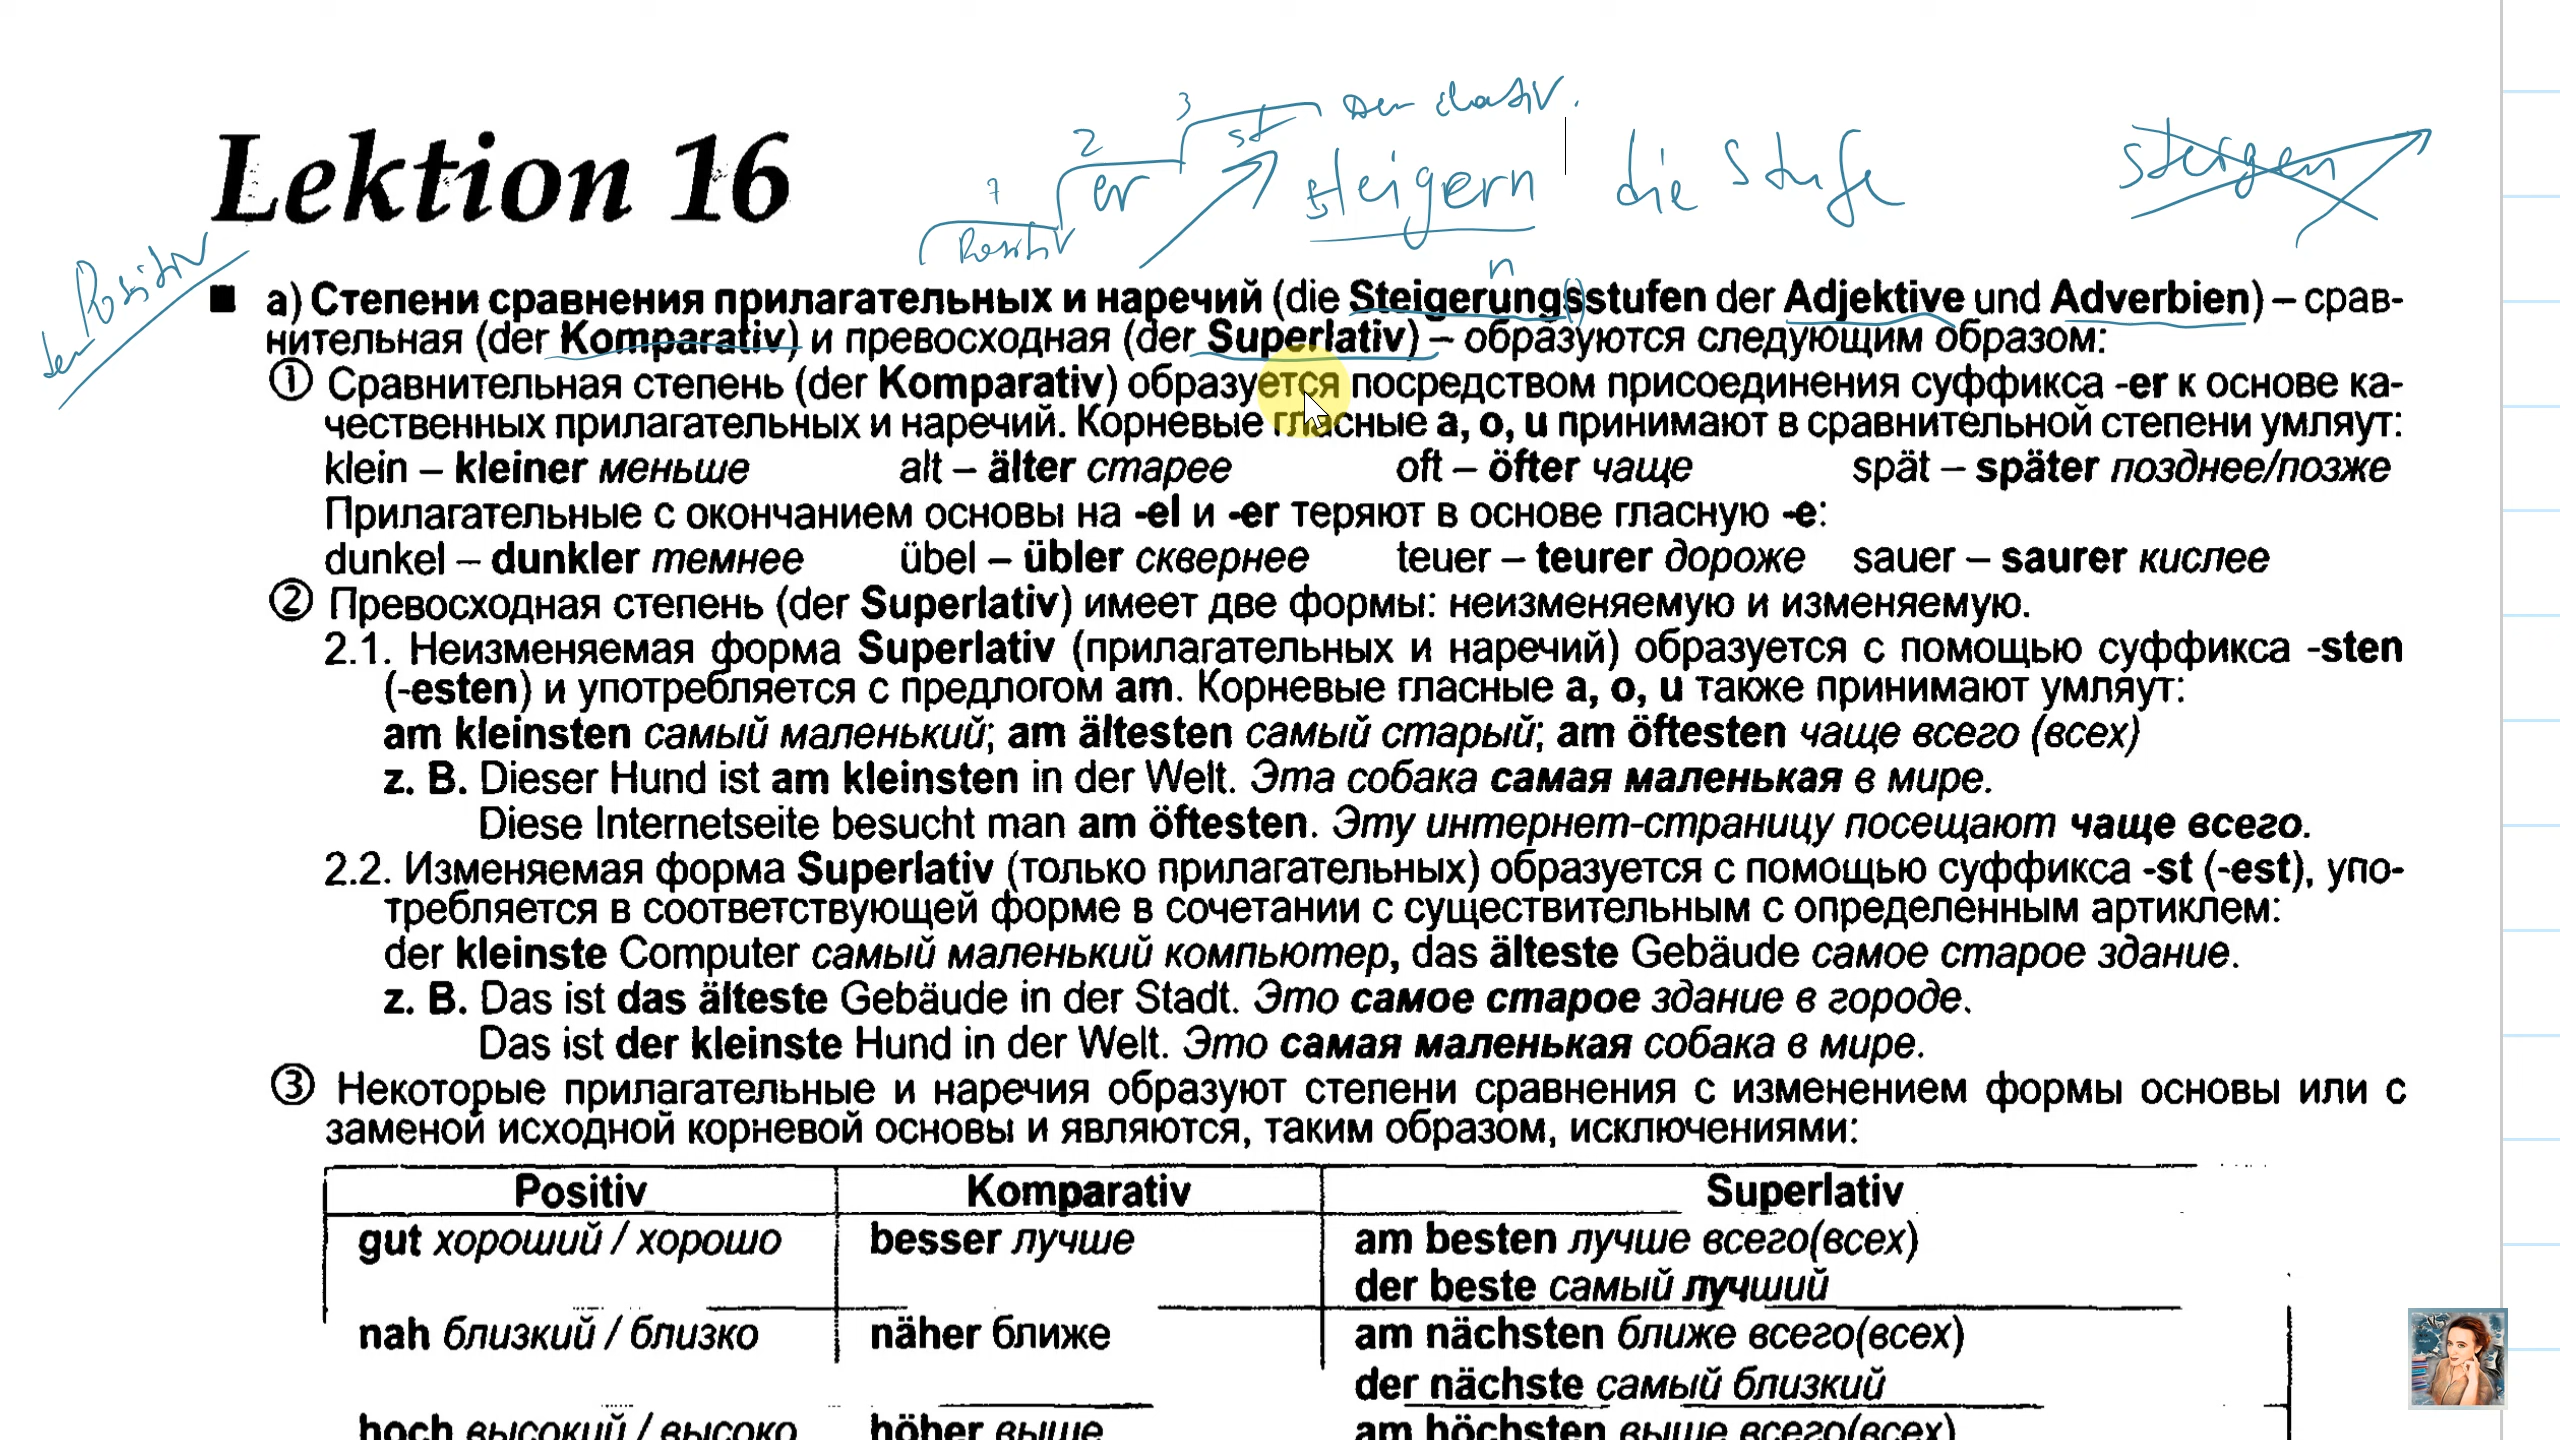 3 Der Elativ.
2 st
Lektion 16 1 er steigern die Stufe steigen
Positiv
der Positiv
n
■ а) Степени сравнения прилагательных и наречий (die Steigerungsstufen der Adjektive und Adverbien) – срав-
нительная (der Komparativ) и превосходная (der Superlativ) – образуются следующим образом:
① Сравнительная степень (der Komparativ) образуется посредством присоединения суффикса -er к основе ка-
чественных прилагательных и наречий. Корневые гласные a, o, u принимают в сравнительной степени умляут:
klein – kleiner меньше alt – älter старее oft – öfter чаще spät – später позднее/позже
Прилагательные с окончанием основы на -el и -er теряют в основе гласную -e:
dunkel – dunkler темнее übel – übler сквернее teuer – teurer дороже sauer – saurer кислее
② Превосходная степень (der Superlativ) имеет две формы: неизменяемую и изменяемую.
2.1. Неизменяемая форма Superlativ (прилагательных и наречий) образуется с помощью суффикса -sten
(-esten) и употребляется с предлогом am. Корневые гласные a, o, u также принимают умляут:
am kleinsten самый маленький; am ältesten самый старый; am öftesten чаще всего (всех)
z. B. Dieser Hund ist am kleinsten in der Welt. Эта собака самая маленькая в мире.
Diese Internetseite besucht man am öftesten. Эту интернет-страницу посещают чаще всего.
2.2. Изменяемая форма Superlativ (только прилагательных) образуется с помощью суффикса -st (-est), упо-
требляется в соответствующей форме в сочетании с существительным с определенным артиклем:
der kleinste Computer самый маленький компьютер, das älteste Gebäude самое старое здание.
z. B. Das ist das älteste Gebäude in der Stadt. Это самое старое здание в городе.
Das ist der kleinste Hund in der Welt. Это самая маленькая собака в мире.
③ Некоторые прилагательные и наречия образуют степени сравнения с изменением формы основы или с
заменой исходной корневой основы и являются, таким образом, исключениями:
Positiv Komparativ Superlativ
gut хороший / хорошо besser лучше am besten лучше всего(всех)
der beste самый лучший
nah близкий / близко näher ближе am nächsten ближе всего(всех)
der nächste самый близкий
hoch высокий / высоко höher выше am höchsten выше всего(всех)